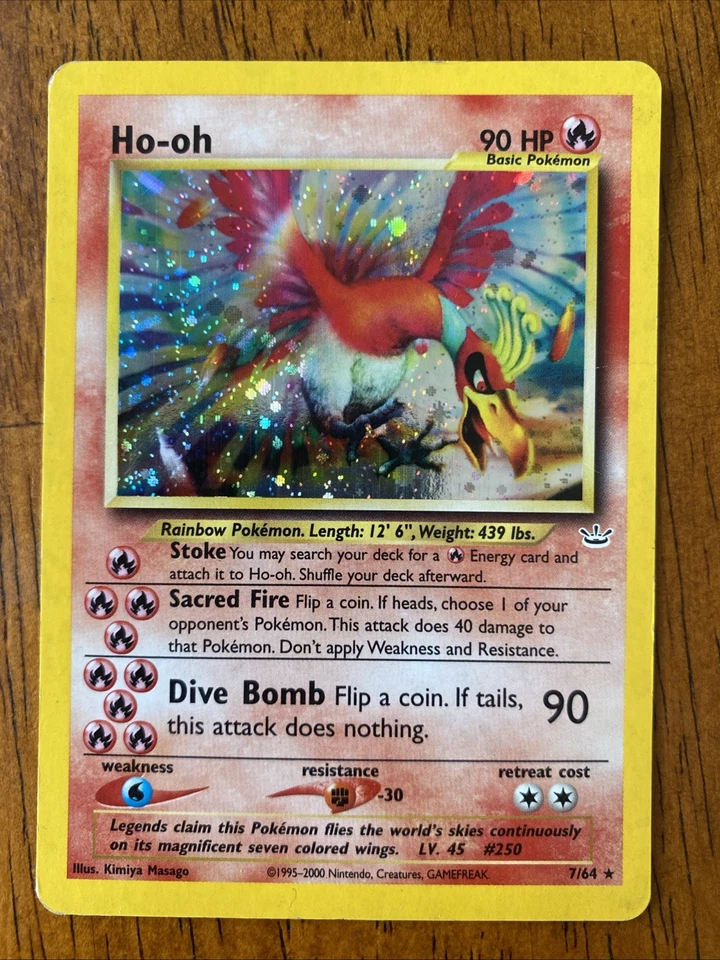 Ho-oh
90 HP
Basic Pokémon
Rainbow Pokémon. Length: 12' 6", Weight: 439 lbs.
Stoke You may search your deck for a Energy card and
attach it to Ho-oh. Shuffle your deck afterward.
Sacred Fire Flip a coin. If heads, choose 1 of your
opponent's Pokémon. This attack does 40 damage to
that Pokémon. Don't apply Weakness and Resistance.
Dive Bomb Flip a coin. If tails,
this attack does nothing.
90
weakness
resistance
retreat cost
-30
Legends claim this Pokémon flies the world's skies continuously
on its magnificent seven colored wings. LV. 45 #250
Illus. Kimiya Masago
©1995-2000 Nintendo, Creatures, GAMEFREAK.
7/64 ★